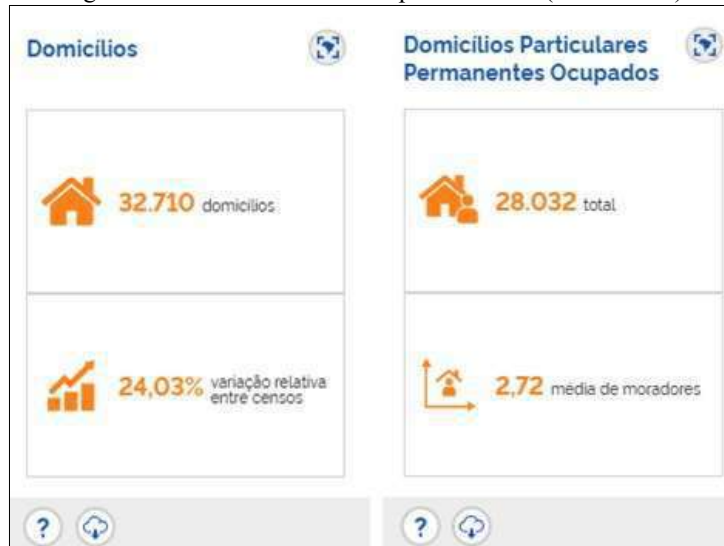 Domicílios
32.710 domicílios
24,03% variação relativa
entre censos
?
Domicílios Particulares
Permanentes Ocupados
28.032 total
2,72 média de moradores
?